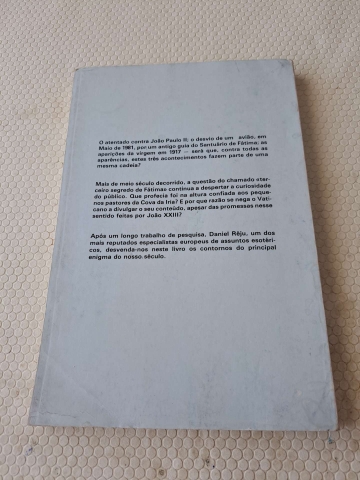 O atentado contra João Paulo II; o desvio de um avião, em
Maio de 1981, por um antigo guia do Santuário de Fátima; as
aparições da virgem em 1917 — será que, contra todas as
aparências, estes três acontecimentos fazem parte de uma
mesma cadeia?
Mais de meio século decorrido, a questão do chamado «ter-
ceiro segredo de Fátima» continua a despertar a curiosidade
do público. Que profecia foi na altura confiada aos peque-
nos pastores da Cova da Iria? E por que razão se nega o Vati-
cano a divulgar o seu conteúdo, apesar das promessas nesse
sentido feitas por João XXIII?
Após um longo trabalho de pesquisa, Daniel Réju, um dos
mais reputados especialistas europeus de assuntos esotéri-
cos, desvenda-nos neste livro os contornos do principal
enigma do nosso século.